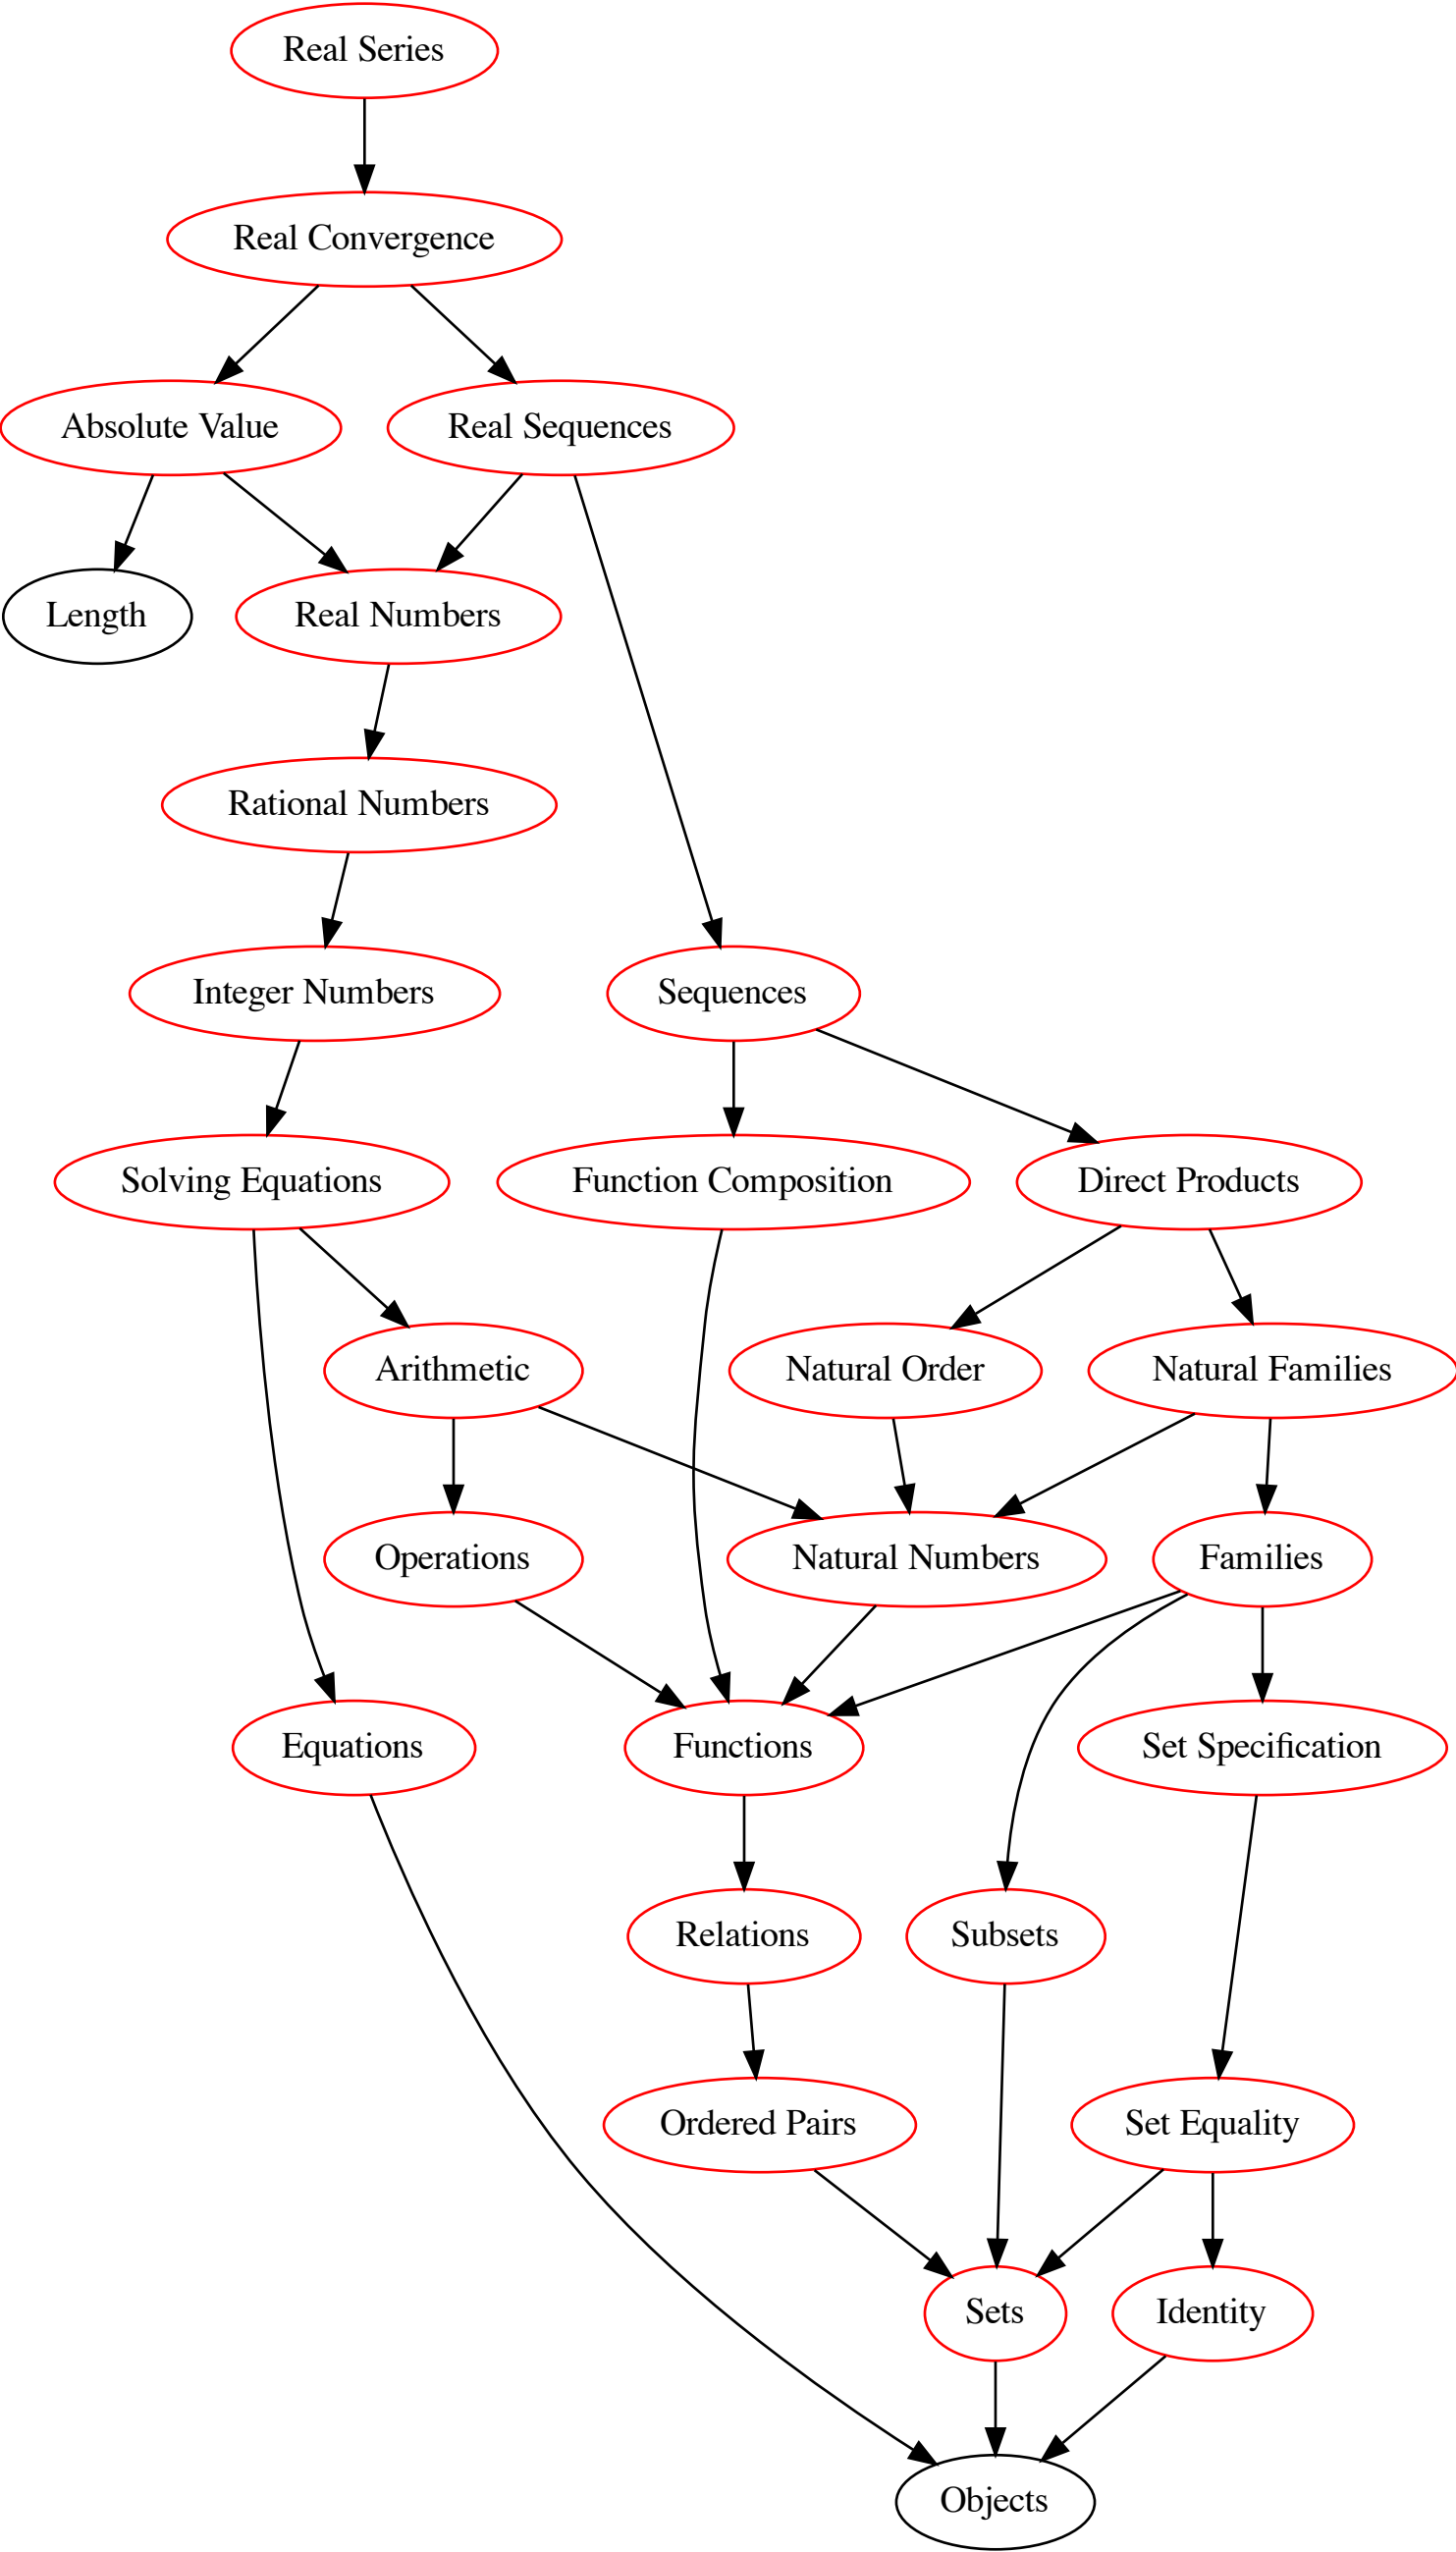 Real Series
Real Convergence
Absolute Value
Real Sequences
Length
Real Numbers
Rational Numbers
Integer Numbers
Sequences
Solving Equations
Function Composition
Direct Products
Arithmetic
Natural Order
Natural Families
Operations
Natural Numbers
Families
Equations
Functions
Set Specification
Relations
Subsets
Ordered Pairs
Set Equality
Sets
Identity
Objects